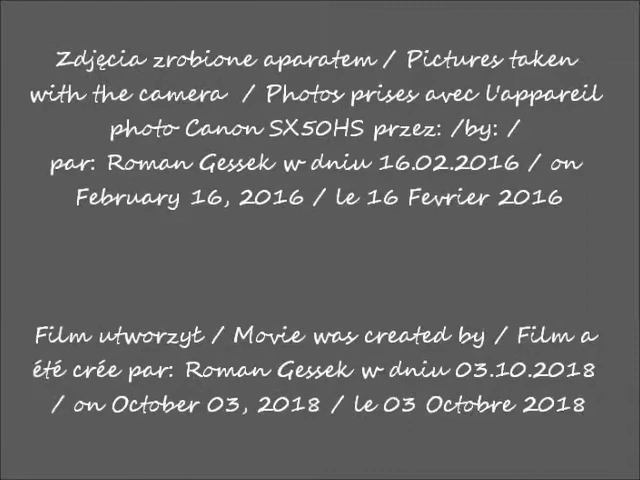 Zdjęcia zrobione aparatem / Pictures taken
with the camera / Photos prises avec l'appareil
photo Canon SX50HS przez: /by: /
par: Roman Gessek w dniu 16.02.2016 / on
February 16, 2016 / le 16 Fevrier 2016
Film utworzył / Movie was created by / Film a
été crée par: Roman Gessek w dniu 03.10.2018
/ on October 03, 2018 / le 03 Octobre 2018